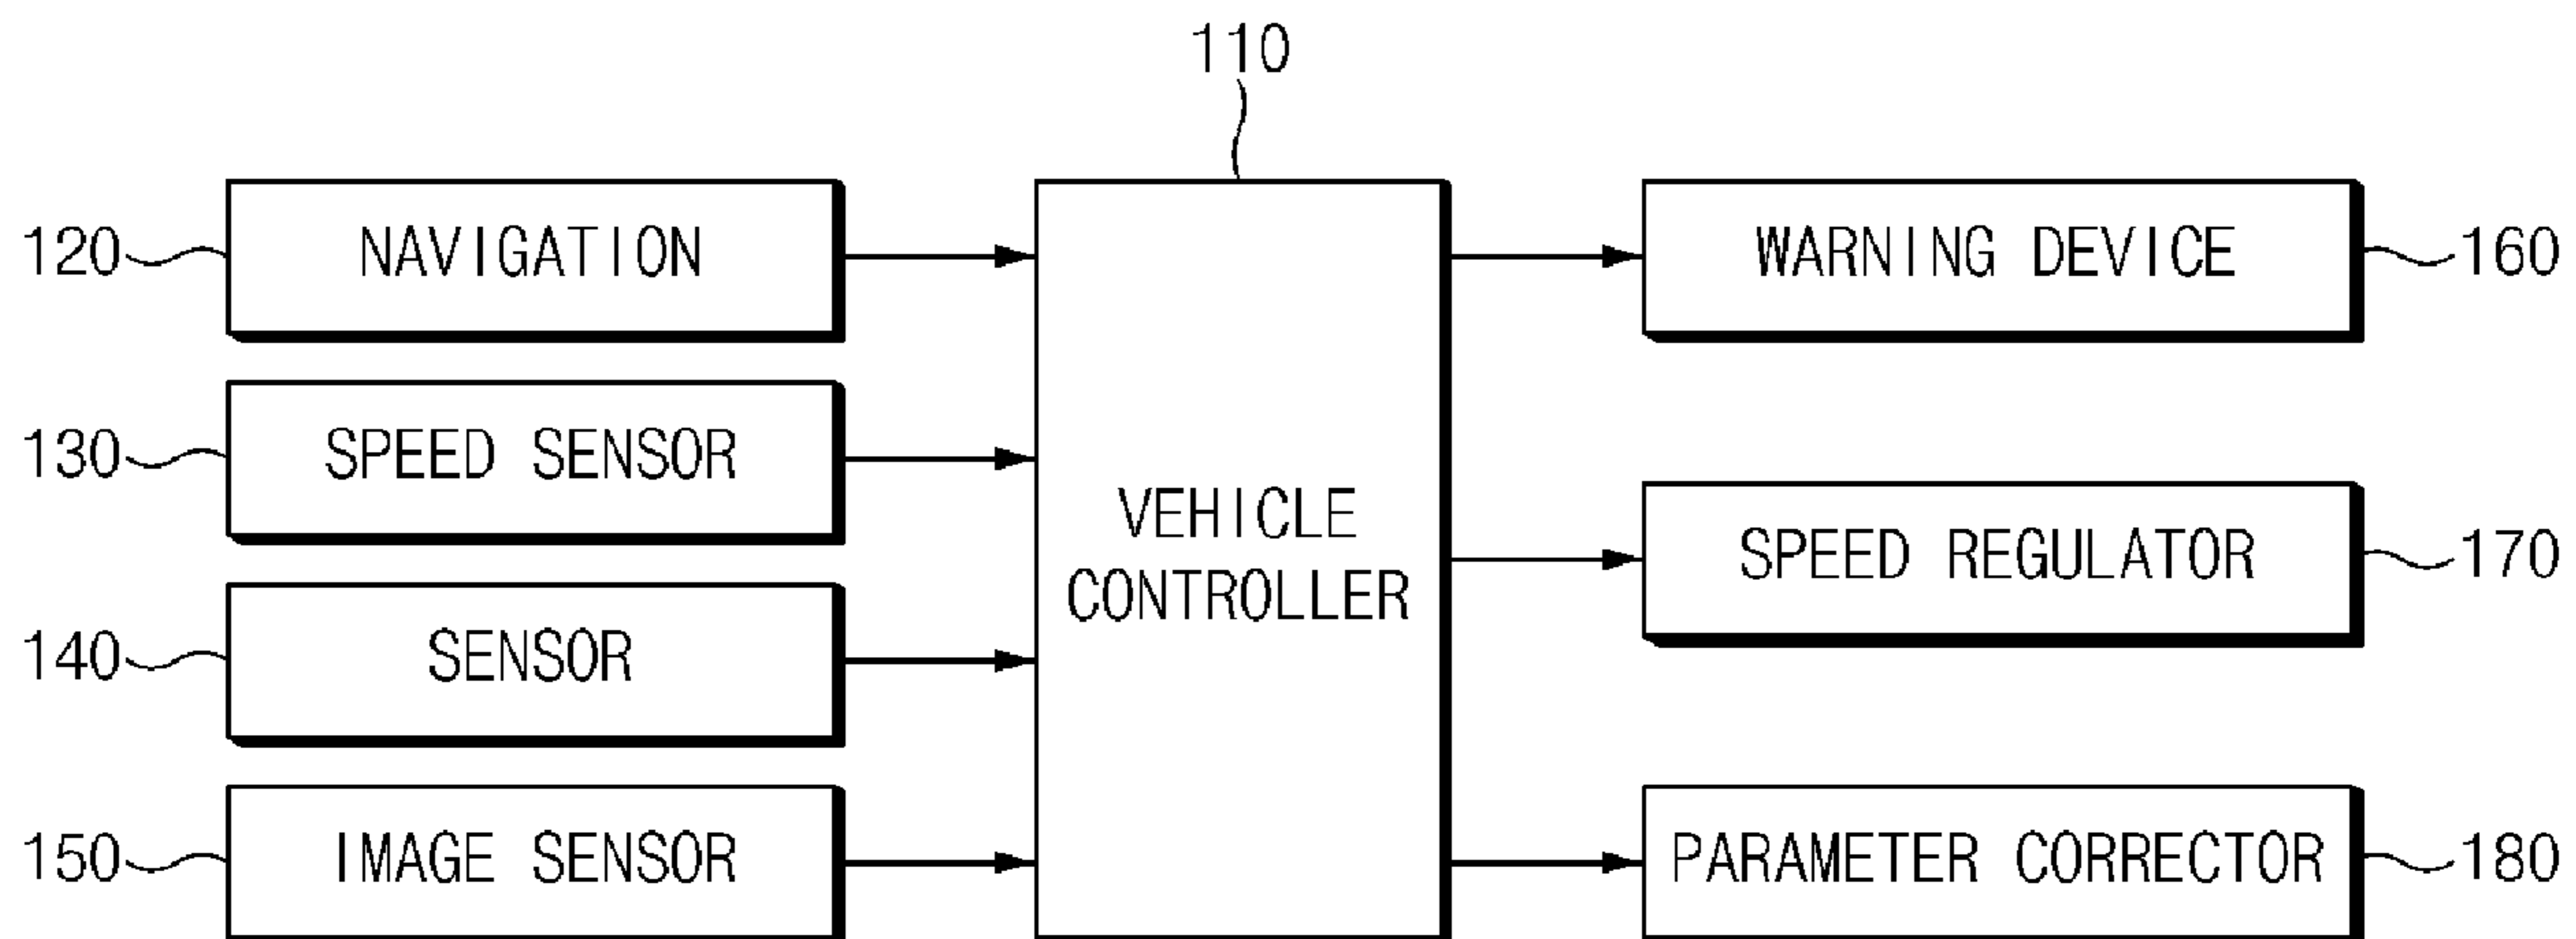 110
120 NAVIGATION
WARNING DEVICE 160
130 SPEED SENSOR
VEHICLE
CONTROLLER
SPEED REGULATOR 170
140 SENSOR
150 IMAGE SENSOR
PARAMETER CORRECTOR 180